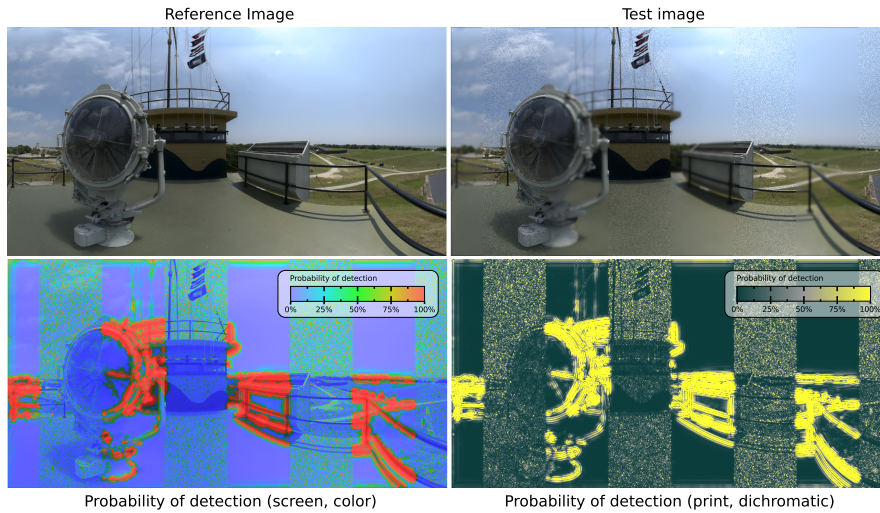 Reference Image
Test image
Probability of detection
0% 25% 50% 75% 100%
Probability of detection
0% 25% 50% 75% 100%
Probability of detection (screen, color)
Probability of detection (print, dichromatic)